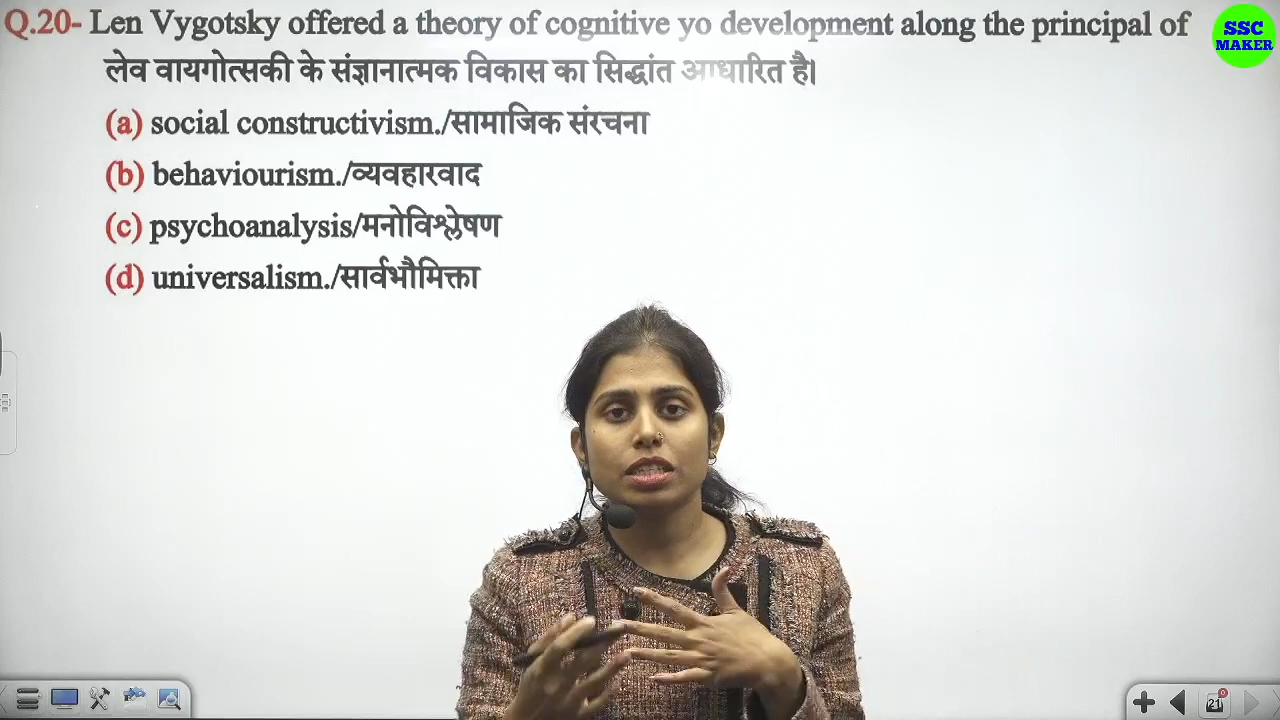 Q.20- Len Vygotsky offered a theory of cognitive yo development along the principal of
लेव वायगोत्सकी के संज्ञानात्मक विकास का सिद्धांत आधारित है।
(a) social constructivism./सामाजिक संरचना
(b) behaviourism./व्यवहारवाद
(c) psychoanalysis/मनोविश्लेषण
(d) universalism./सार्वभौमिक्ता
SSC
MAKER
21
0